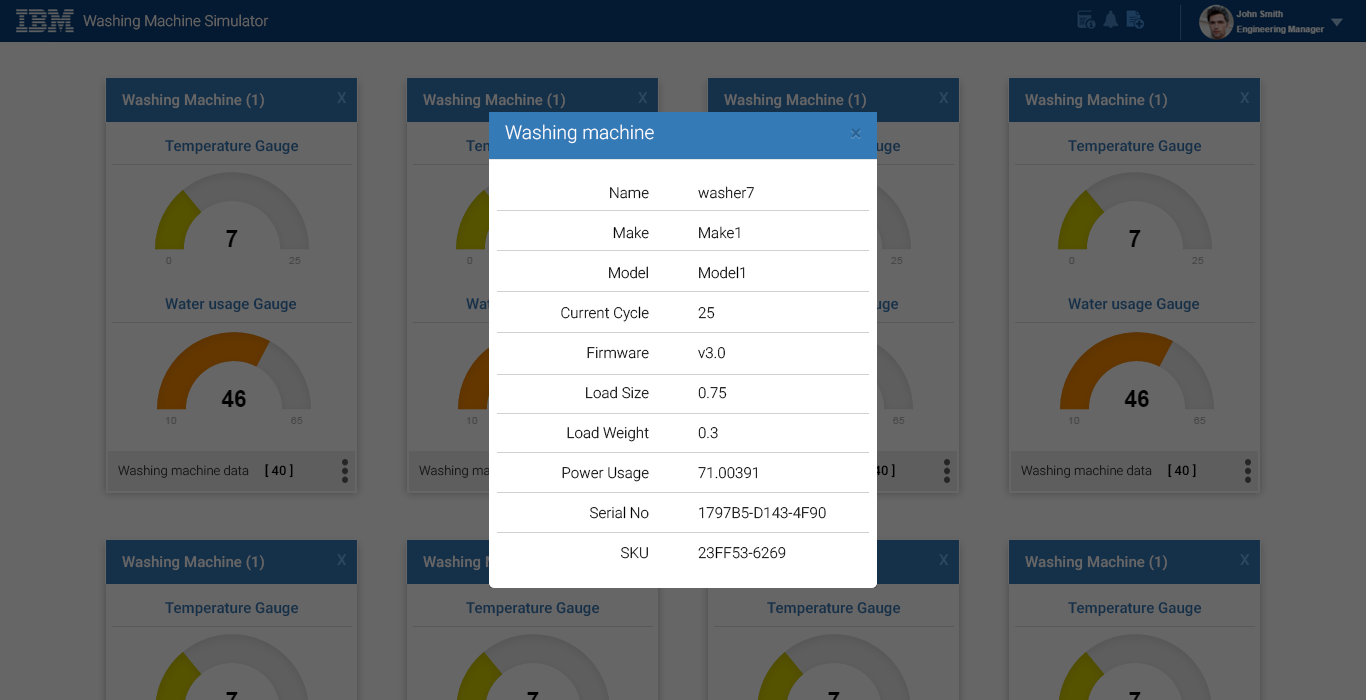 IBM Washing Machine Simulator
John Smith
Engineering Manager
Washing Machine (1) X
Washing Machine (1) X
Washing Machine (1) X
Washing Machine (1) X
Temperature Gauge
Temperature Gauge
7
0 25
0
25
7
0 25
Water usage Gauge
Water usage Gauge
46
10 65
10
65
46
10 65
Washing machine data [ 40 ]
Washing
40 ]
Washing machine data [ 40 ]
Washing machine ×
Name washer7
Make Make1
Model Model1
Current Cycle 25
Firmware v3.0
Load Size 0.75
Load Weight 0.3
Power Usage 71.00391
Serial No 1797B5-D143-4F90
SKU 23FF53-6269
Washing Machine (1) X
Washing
X
Washing Machine (1) X
Temperature Gauge
Temperature Gauge
Temperature Gauge
Temperature Gauge
7
7
7
7